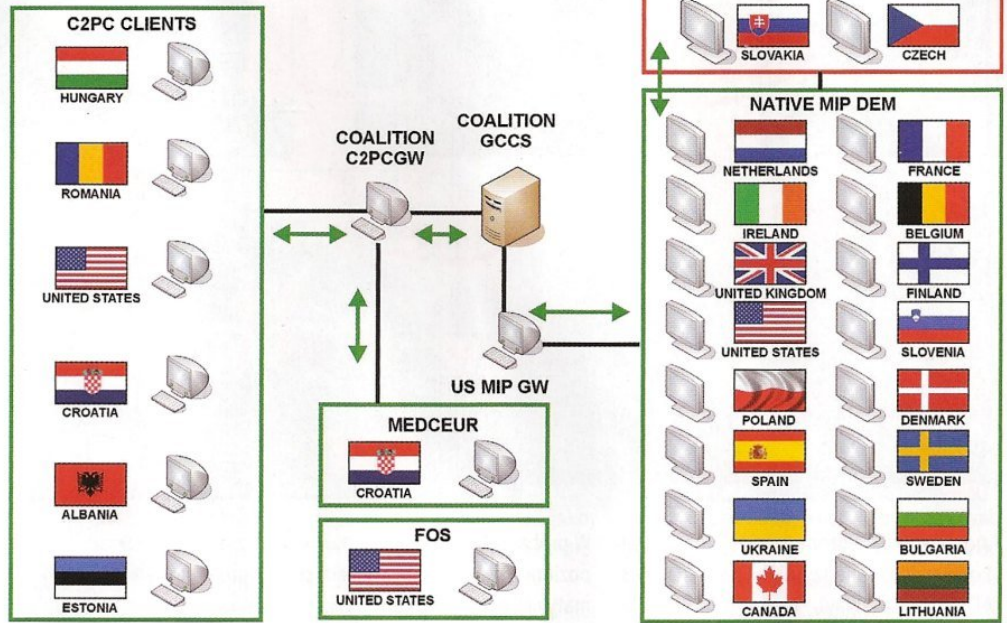 C2PC CLIENTS
HUNGARY
ROMANIA
UNITED STATES
CROATIA
ALBANIA
ESTONIA
COALITION
C2PCGW
COALITION
GCCS
US MIP GW
MEDCEUR
CROATIA
FOS
UNITED STATES
SLOVAKIA
CZECH
NATIVE MIP DEM
NETHERLANDS
FRANCE
IRELAND
BELGIUM
UNITED KINGDOM
FINLAND
UNITED STATES
SLOVENIA
POLAND
DENMARK
SPAIN
SWEDEN
UKRAINE
BULGARIA
CANADA
LITHUANIA